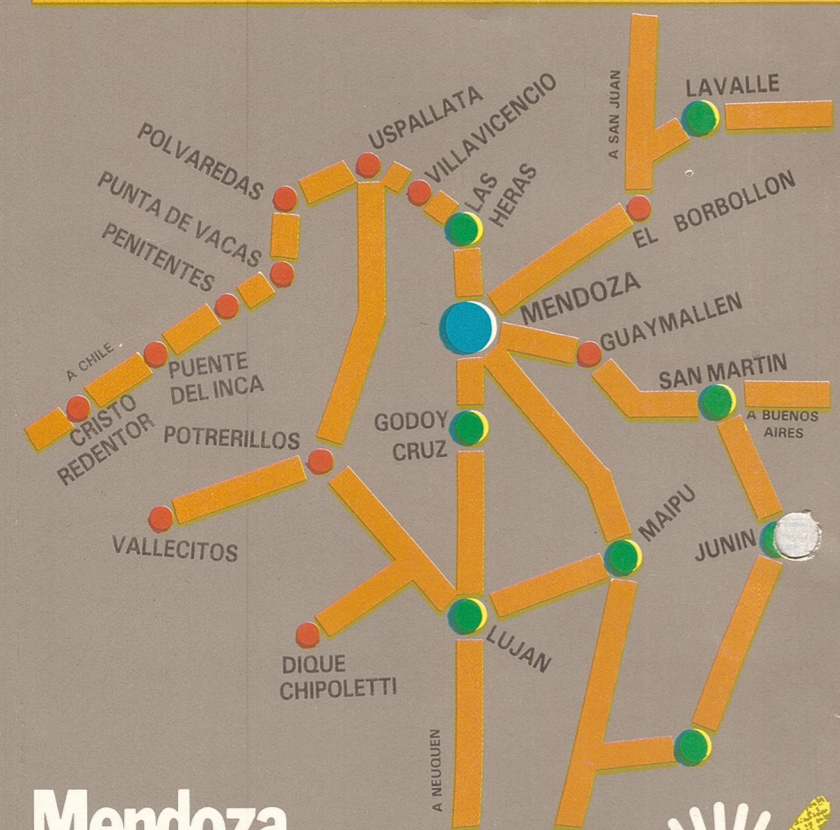 LAVALLE
A SAN JUAN
USPALLATA
VILLAVICENCIO
POLVAREDAS
LAS
HERAS
PUNTA DE VACAS
EL BORBOLLON
PENITENTES
MENDOZA
GUAYMALLEN
A CHILE
PUENTE
DEL INCA
SAN MARTIN
CRISTO
REDENTOR
A BUENOS
AIRES
GODOY
CRUZ
POTRERILLOS
MAIPU
VALLECITOS
JUNIN
LUJAN
DIQUE
CHIPOLETTI
A NEUQUEN
Mendoza